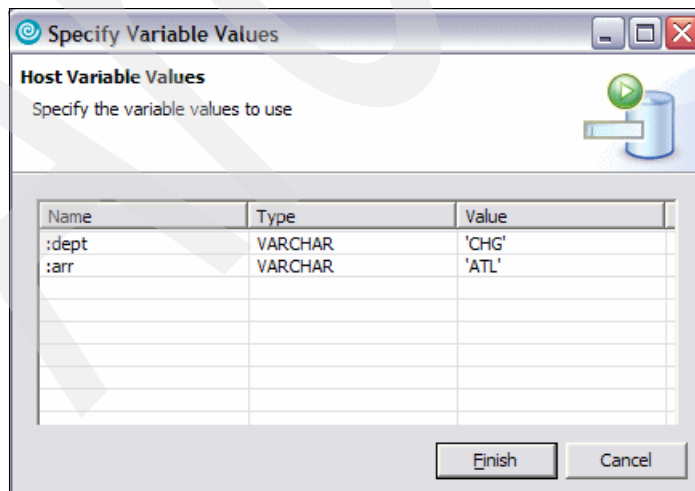 Specify Variable Values
Host Variable Values
Specify the variable values to use
Name Type Value
:dept VARCHAR 'CHG'
:arr VARCHAR 'ATL'
Finish Cancel